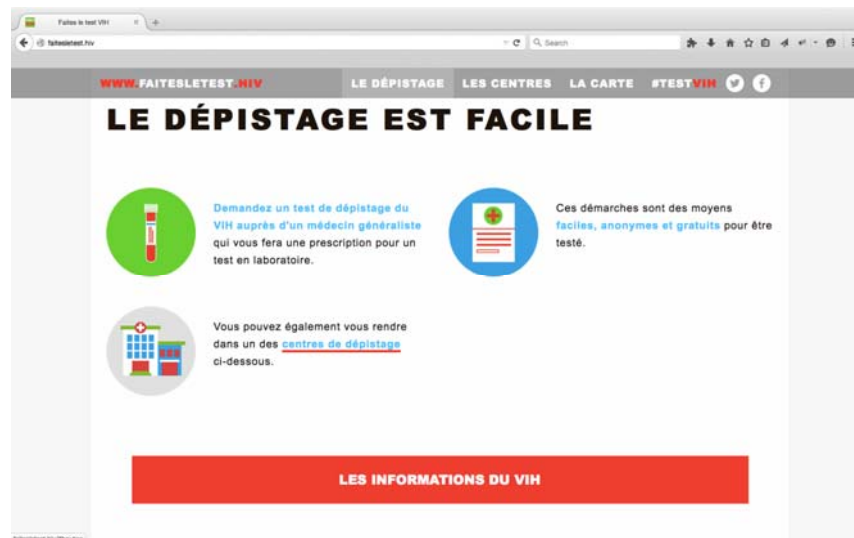 Faites le test VIH
faitesletest.hiv
Search
WWW.FAITESLETEST.HIV
LE DÉPISTAGE
LES CENTRES
LA CARTE
#TESTVIH
LE DÉPISTAGE EST FACILE
Demandez un test de dépistage du
VIH auprès d'un médecin généraliste
qui vous fera une prescription pour un
test en laboratoire.
Ces démarches sont des moyens
faciles, anonymes et gratuits pour être
testé.
Vous pouvez également vous rendre
dans un des centres de dépistage
ci-dessous.
LES INFORMATIONS DU VIH